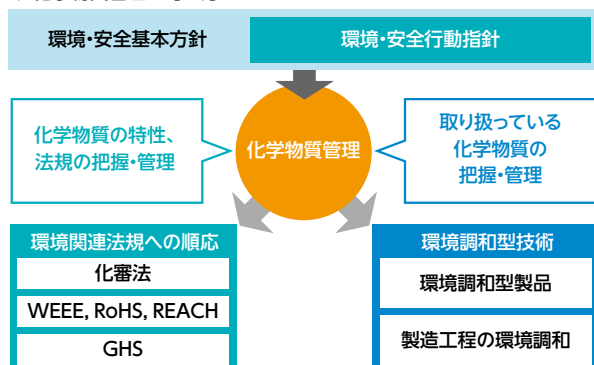 環境・安全基本方針
環境・安全行動指針
化学物質の特性、
法規の把握・管理
化学物質管理
取り扱っている
化学物質の
把握・管理
環境関連法規への順応
化審法
WEEE, RoHS, REACH
GHS
環境調和型技術
環境調和型製品
製造工程の環境調和